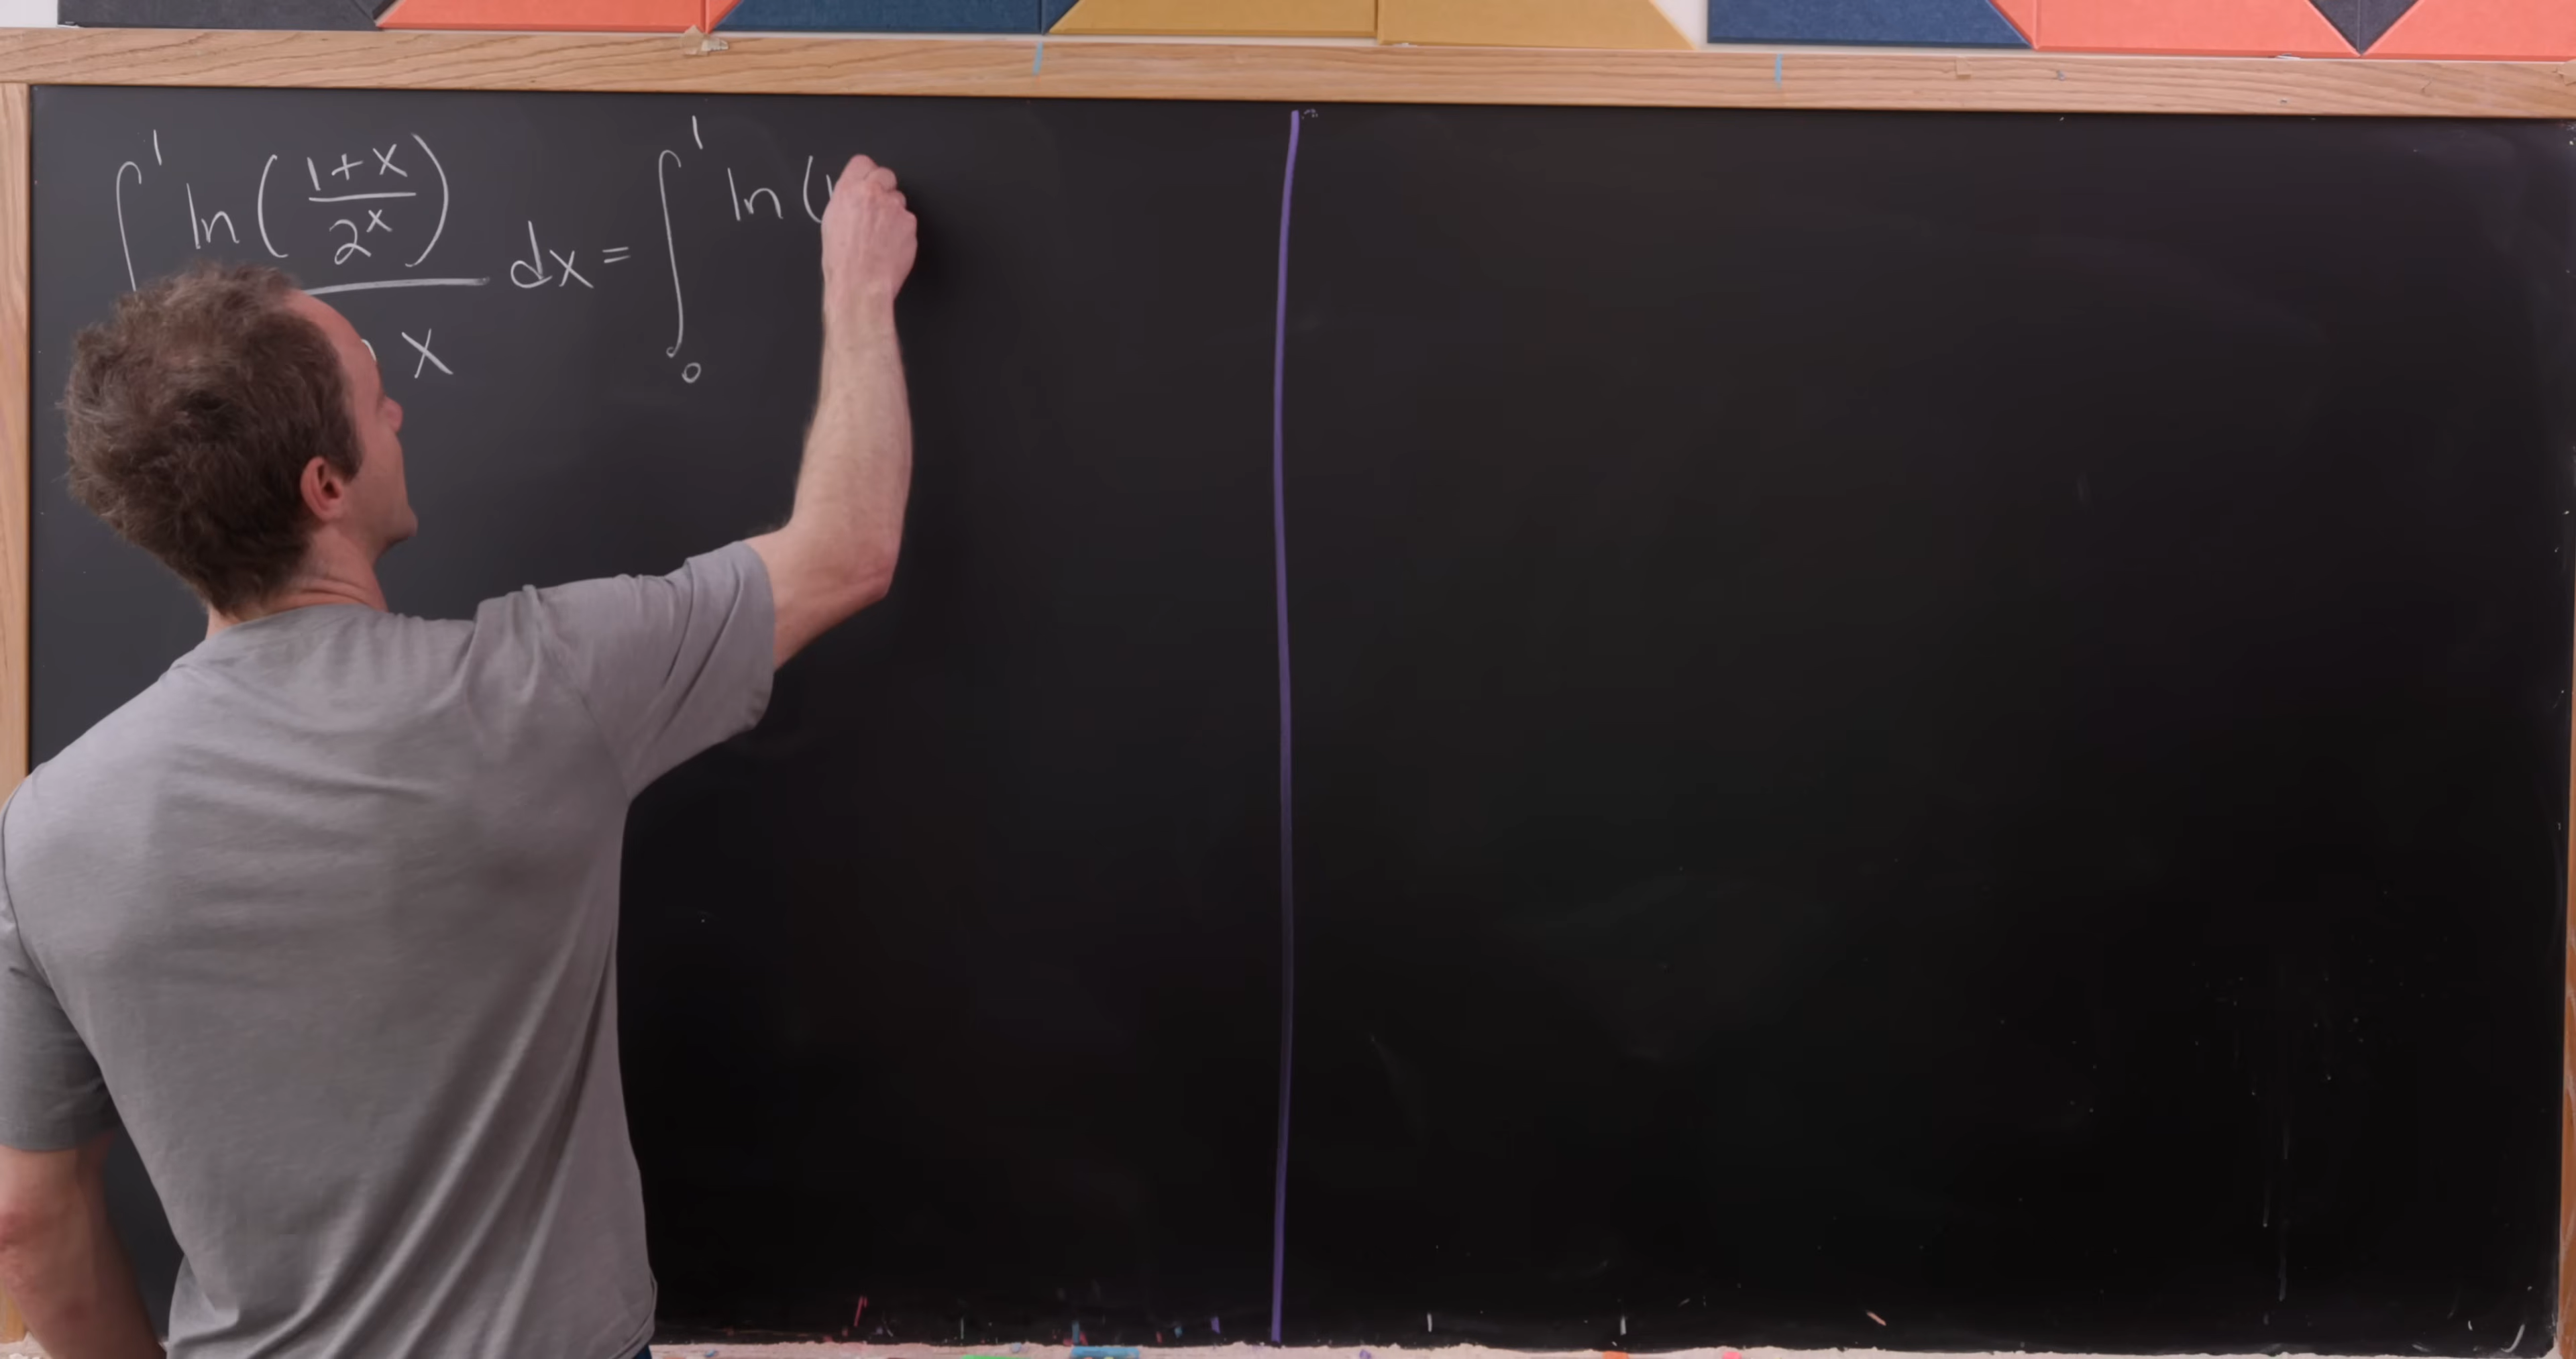 ∫¹ ln((1+x)/2ˣ)/ x dx = ∫₀¹ ln(